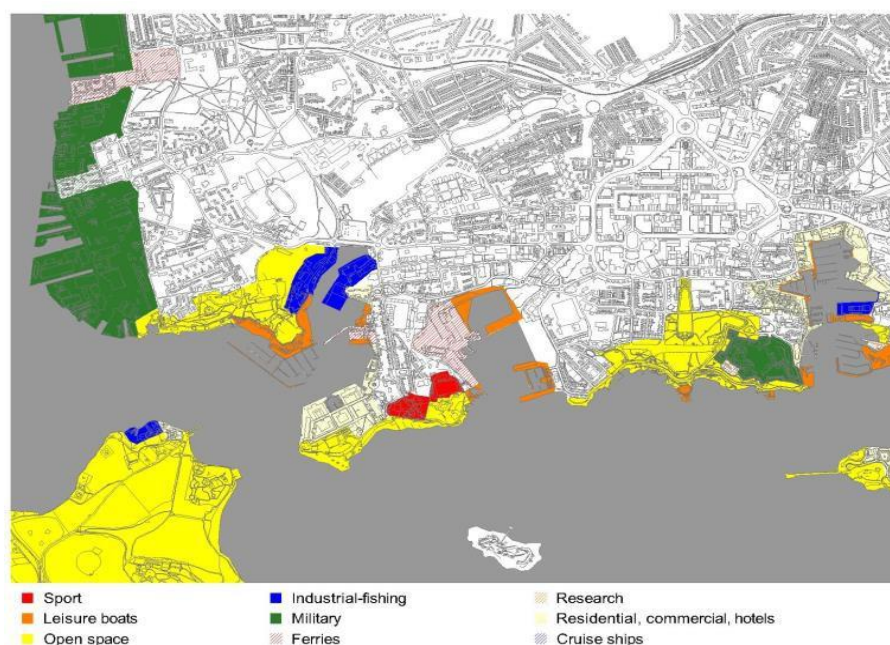 Sport
Leisure boats
Open space
Industrial-fishing
Military
Ferries
Research
Residential, commercial, hotels
Cruise ships